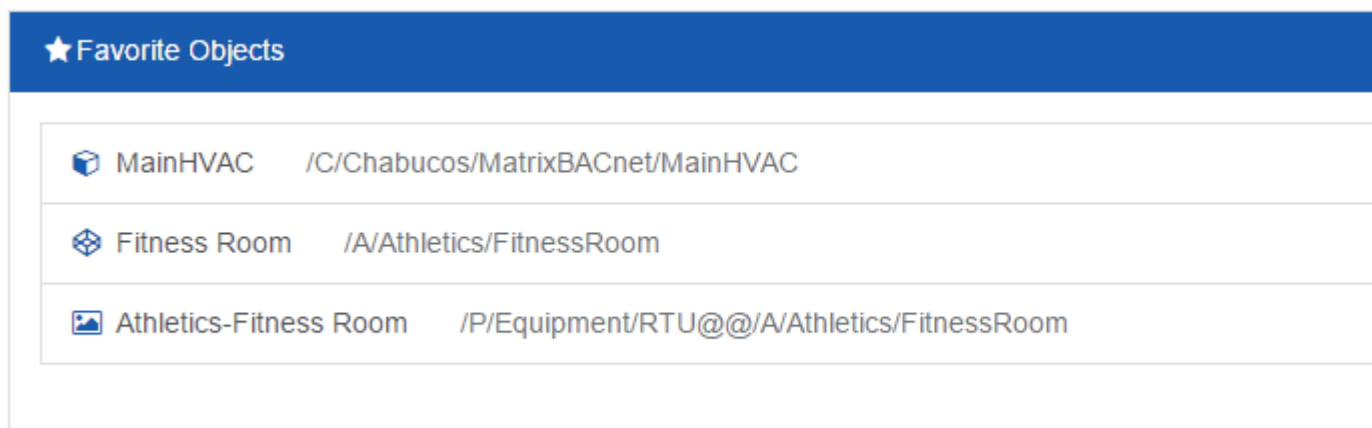 Favorite Objects
MainHVAC /C/Chabucos/MatrixBACnet/MainHVAC
Fitness Room /A/Athletics/FitnessRoom
Athletics-Fitness Room /P/Equipment/RTU@@/A/Athletics/FitnessRoom